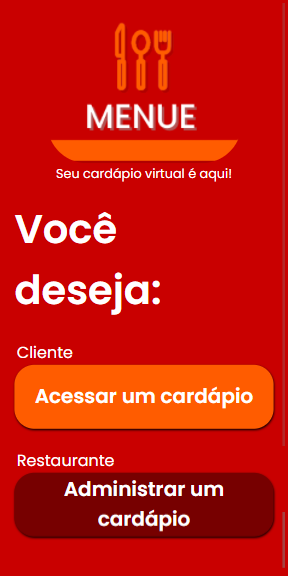 MENUE
Seu cardápio virtual é aqui!
Você
deseja:
Cliente
Acessar um cardápio
Restaurante
Administrar um
cardápio